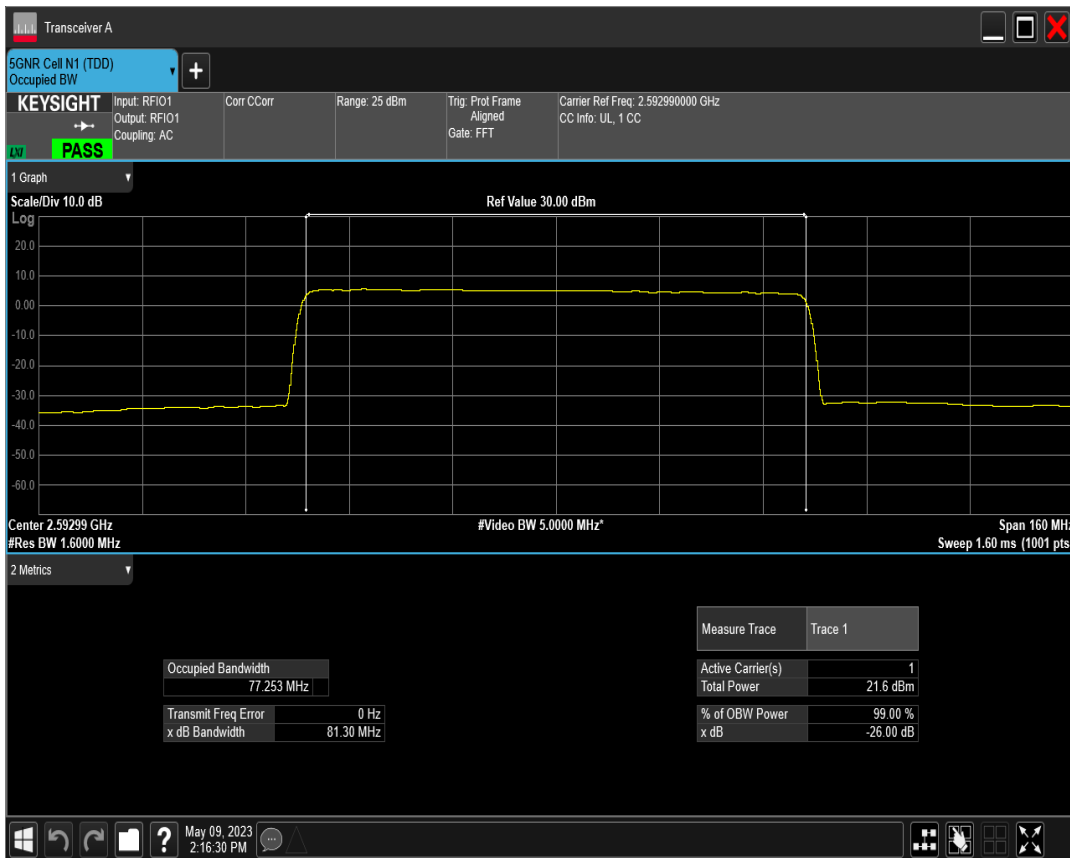 Transceiver A
5GNR Cell N1 (TDD)
Occupied BW
+
KEYSIGHT
LXI
PASS
Input: RFIO1
Output: RFIO1
Coupling: AC
Corr CCorr
Range: 25 dBm
Trig: Prot Frame
Aligned
Gate: FFT
Carrier Ref Freq: 2.592990000 GHz
CC Info: UL, 1 CC
1 Graph
Scale/Div 10.0 dB
Ref Value 30.00 dBm
Log
20.0
10.0
0.00
-10.0
-20.0
-30.0
-40.0
-50.0
-60.0
Center 2.59299 GHz
#Video BW 5.0000 MHz*
Span 160 MHz
#Res BW 1.6000 MHz
Sweep 1.60 ms (1001 pts
2 Metrics
Measure Trace Trace 1
Occupied Bandwidth
77.253 MHz
Active Carrier(s) 1
Total Power 21.6 dBm
Transmit Freq Error 0 Hz
x dB Bandwidth 81.30 MHz
% of OBW Power 99.00 %
x dB -26.00 dB
?
May 09, 2023
2:16:30 PM